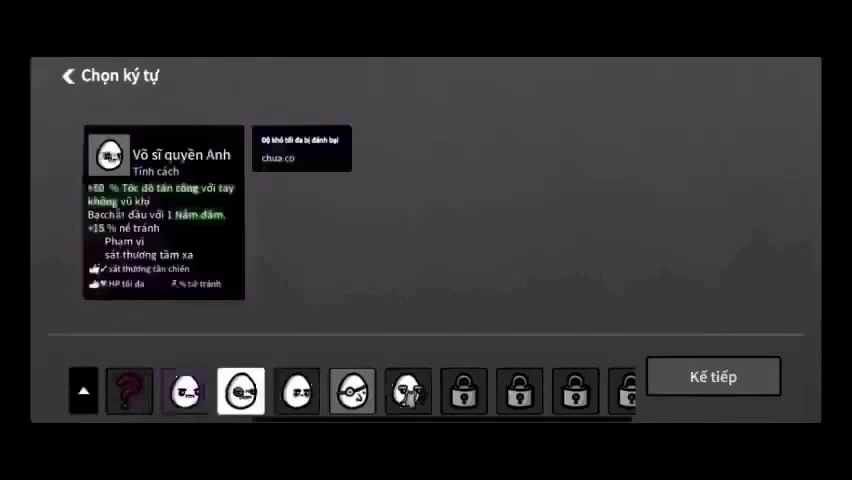 Chọn ký tự
Võ sĩ quyền Anh
Tính cách
Độ khó tối đa bị đánh bại
chưa có
% Tốc độ tấn công với tay
không vũ khí
đầu với 1 Nắm đấm.
+15 % né tránh
Phạm vi
sát thương tầm xa
sát thương cận chiến
HP tối đa
% né tránh
Kế tiếp